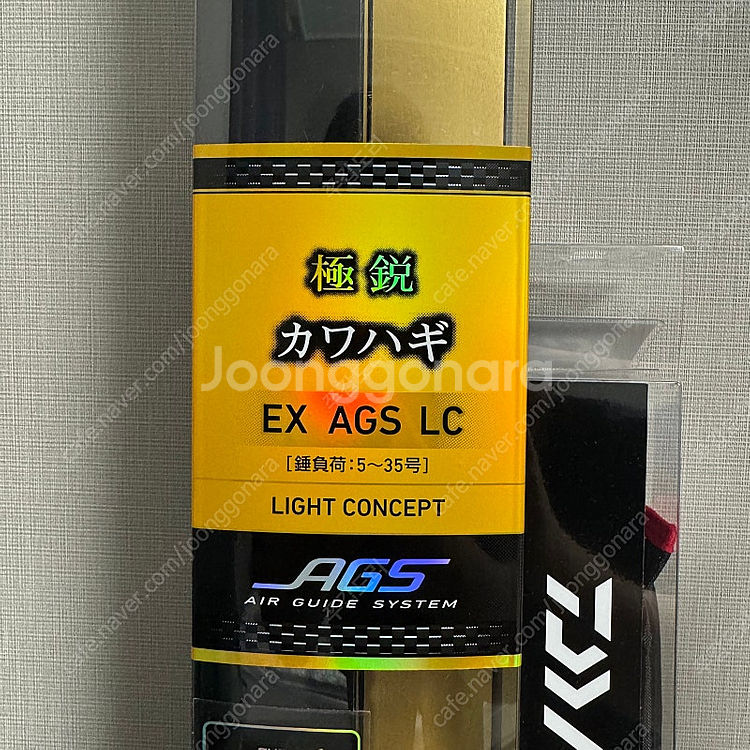 極鋭
カワハギ
Joonggonara
EX AGS LC
[錘負荷:5～35号]
LIGHT CONCEPT
AGS
AIR GUIDE SYSTEM
cafe.naver.com/joonggonara